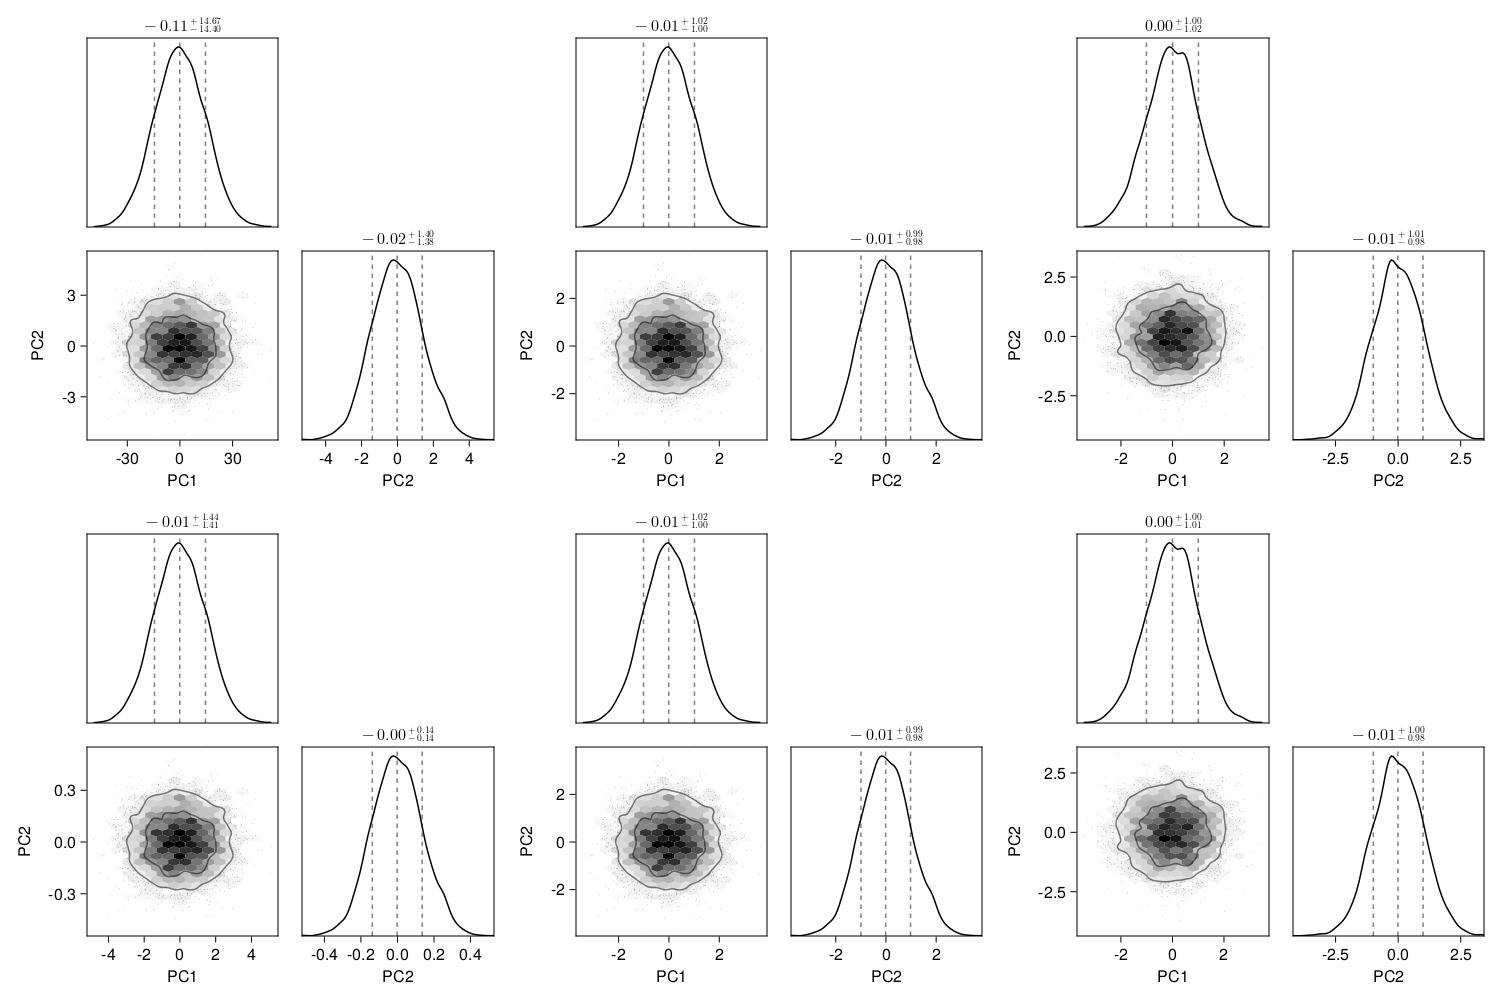 −0.11 +14.67 −14.40
−0.01 +1.02 −1.00
0.00 +1.00 −1.02
−0.02 +1.40 −1.38
−0.01 +0.99 −0.98
−0.01 +1.01 −0.98
PC2
3
0
-3
-30 0 30
PC1
-4 -2 0 2 4
PC2
PC2
2
0
-2
-2 0 2
PC1
-2 0 2
PC2
PC2
2.5
0.0
-2.5
-2 0 2
PC1
-2.5 0.0 2.5
PC2
−0.01 +1.44 −1.41
−0.01 +1.02 −1.00
0.00 +1.00 −1.01
−0.00 +0.14 −0.14
−0.01 +0.99 −0.98
−0.01 +1.00 −0.98
PC2
0.3
0.0
-0.3
-4 -2 0 2 4
PC1
-0.4 -0.2 0.0 0.2 0.4
PC2
PC2
2
0
-2
-2 0 2
PC1
-2 0 2
PC2
PC2
2.5
0.0
-2.5
-2 0 2
PC1
-2.5 0.0 2.5
PC2